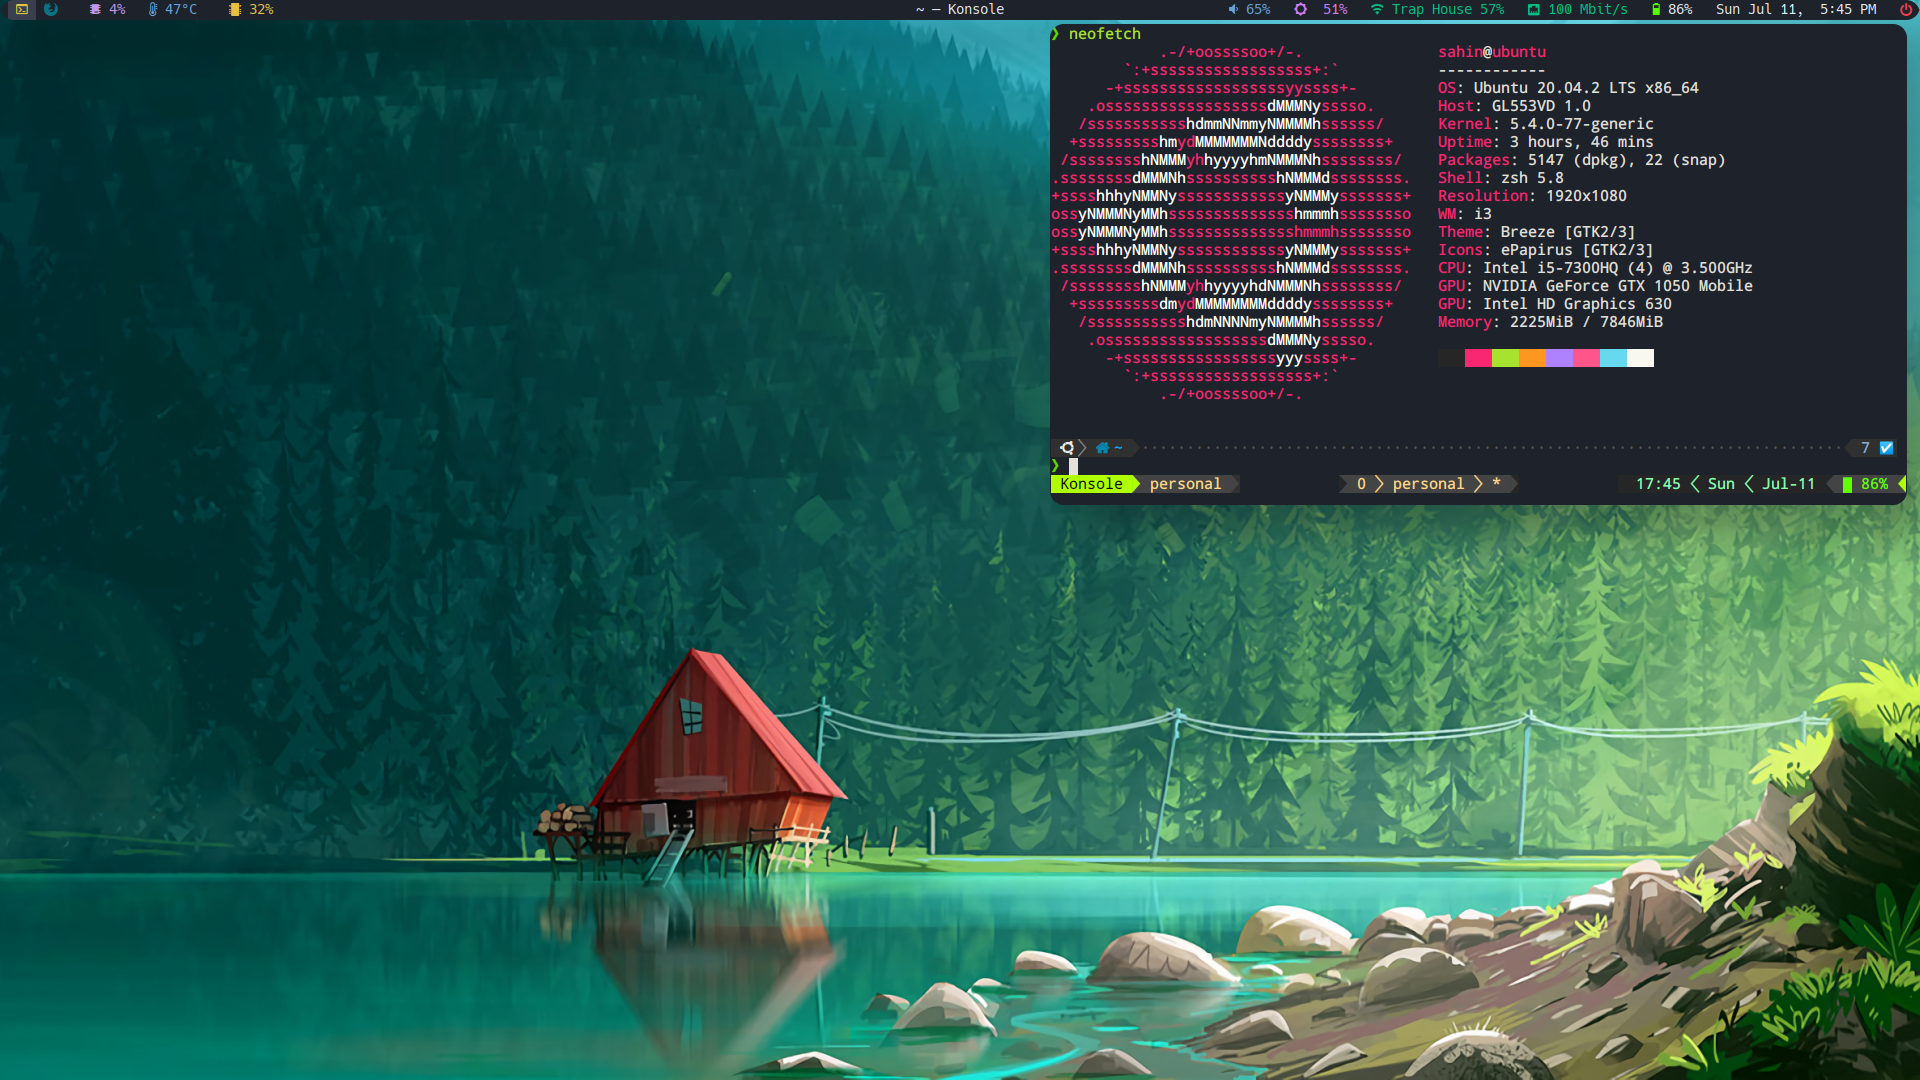 4% 47°C 32% ~ — Konsole 65% 51% Trap House 57% 100 Mbit/s 86% Sun Jul 11, 5:45 PM
❯ neofetch
.-/+oossssoo+/-.
`:+ssssssssssssssssss+:`
-+ssssssssssssssssssyyssss+-
.ossssssssssssssssssdMMMNysssso.
/ssssssssssshdmmNNmmyNMMMMhssssss/
+ssssssssshmydMMMMMMMNddddyssssssss+
/sssssssshNMMMyhhyyyyhmNMMMNhssssssss/
.ssssssssdMMMNhsssssssssshNMMMdssssssss.
+sssshhhyNMMNyssssssssssssyNMMMysssssss+
ossyNMMMNyMMhsssssssssssssshmmmhssssssso
ossyNMMMNyMMhsssssssssssssshmmmhssssssso
+sssshhhyNMMNyssssssssssssyNMMMysssssss+
.ssssssssdMMMNhsssssssssshNMMMdssssssss.
/sssssssshNMMMyhhyyyyhdNMMMNhssssssss/
+sssssssssdmydMMMMMMMMddddyssssssss+
/ssssssssssshdmNNNNmyNMMMMhssssss/
.ossssssssssssssssssdMMMNysssso.
-+sssssssssssssssssyyyssss+-
`:+ssssssssssssssssss+:`
.-/+oossssoo+/-.
sahin@ubuntu
------------
OS: Ubuntu 20.04.2 LTS x86_64
Host: GL553VD 1.0
Kernel: 5.4.0-77-generic
Uptime: 3 hours, 46 mins
Packages: 5147 (dpkg), 22 (snap)
Shell: zsh 5.8
Resolution: 1920x1080
WM: i3
Theme: Breeze [GTK2/3]
Icons: ePapirus [GTK2/3]
CPU: Intel i5-7300HQ (4) @ 3.500GHz
GPU: NVIDIA GeForce GTX 1050 Mobile
GPU: Intel HD Graphics 630
Memory: 2225MiB / 7846MiB
~ 7
❯
Konsole personal 0 personal * 17:45 Sun Jul-11 86%